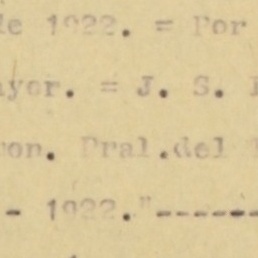 de 1922. = Por
ayor. = J. S.
on. Pral.del
- 1922."------